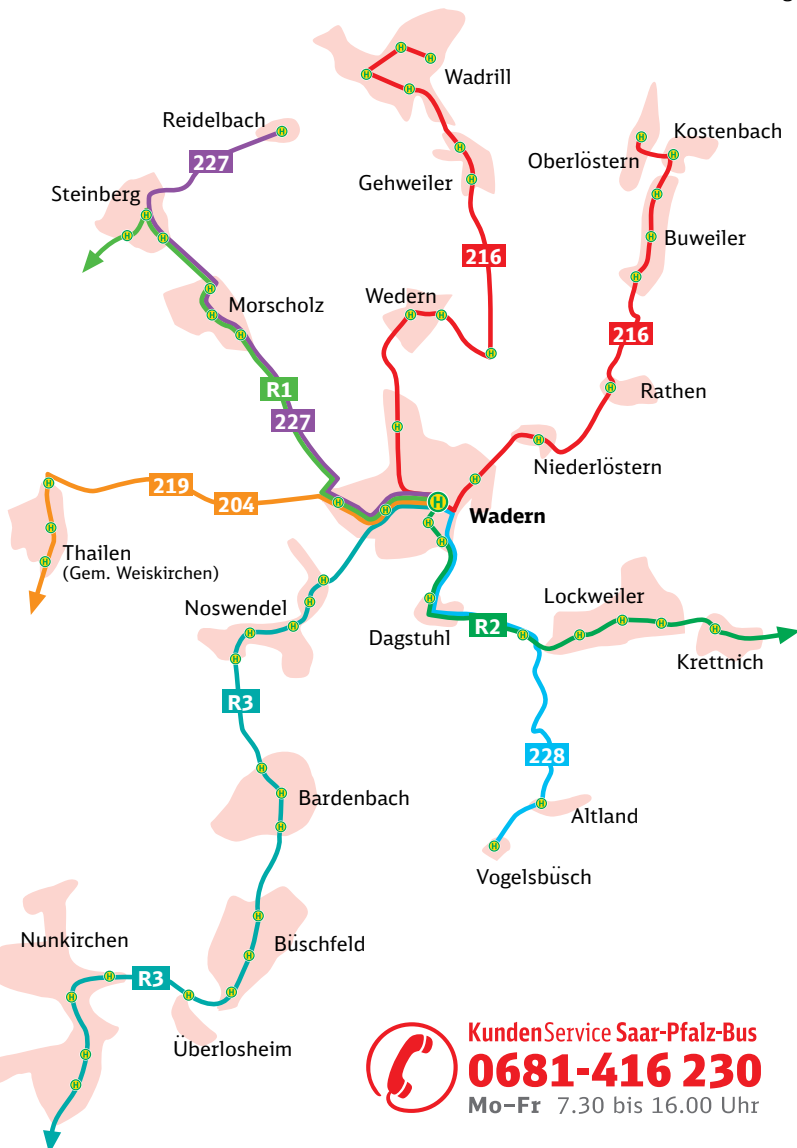 Wadrill
Reidelbach
Kostenbach
Oberlöstern
227
Gehweiler
Steinberg
Buweiler
216
Wedern
Morscholz
216
R1
Rathen
227
Niederlöstern
219
204
Wadern
Thailen
(Gem. Weiskirchen)
Lockweiler
Noswendel
R2
Dagstuhl
Krettnich
R3
228
Bardenbach
Altland
Vogelsbüsch
Nunkirchen
Büschfeld
R3
Überlosheim
KundenService Saar-Pfalz-Bus
0681-416 230
Mo–Fr 7.30 bis 16.00 Uhr